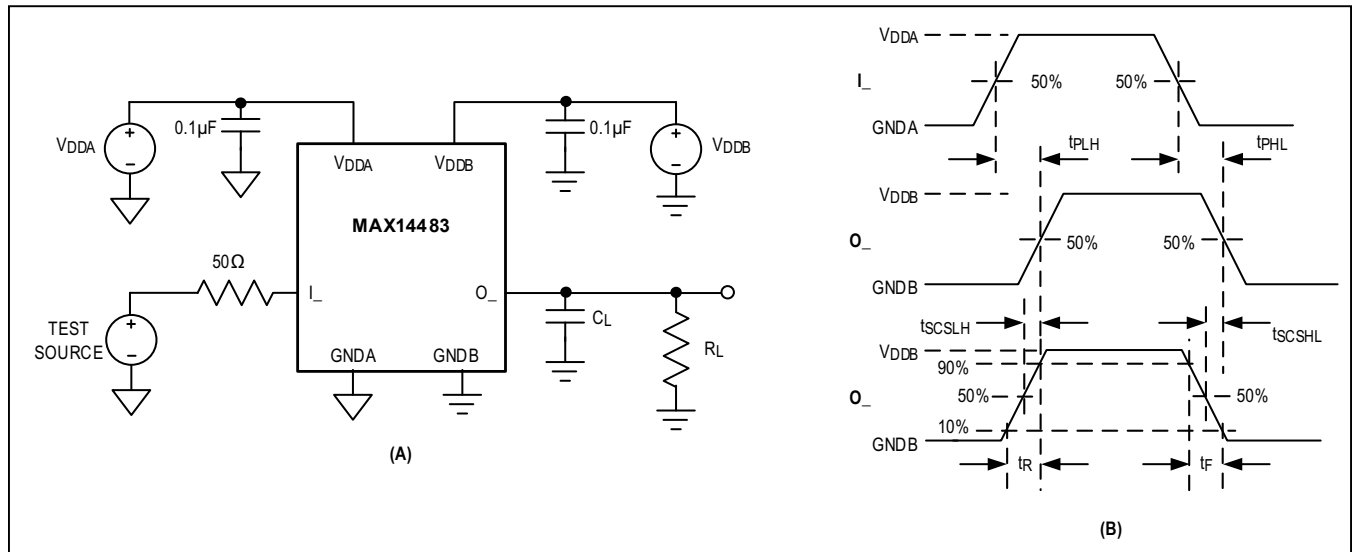 VDDA
0.1µF
0.1µF
VDDB
VDDA
VDDB
MAX14483
50Ω
I_
O_
TEST
SOURCE
CL
RL
GNDA
GNDB
(A)
VDDA
I_
50%
50%
GNDA
tPLH
tPHL
VDDB
O_
50%
50%
GNDB
tSCSLH
tSCSHL
VDDB
90%
O_
50%
50%
10%
GNDB
tR
tF
(B)